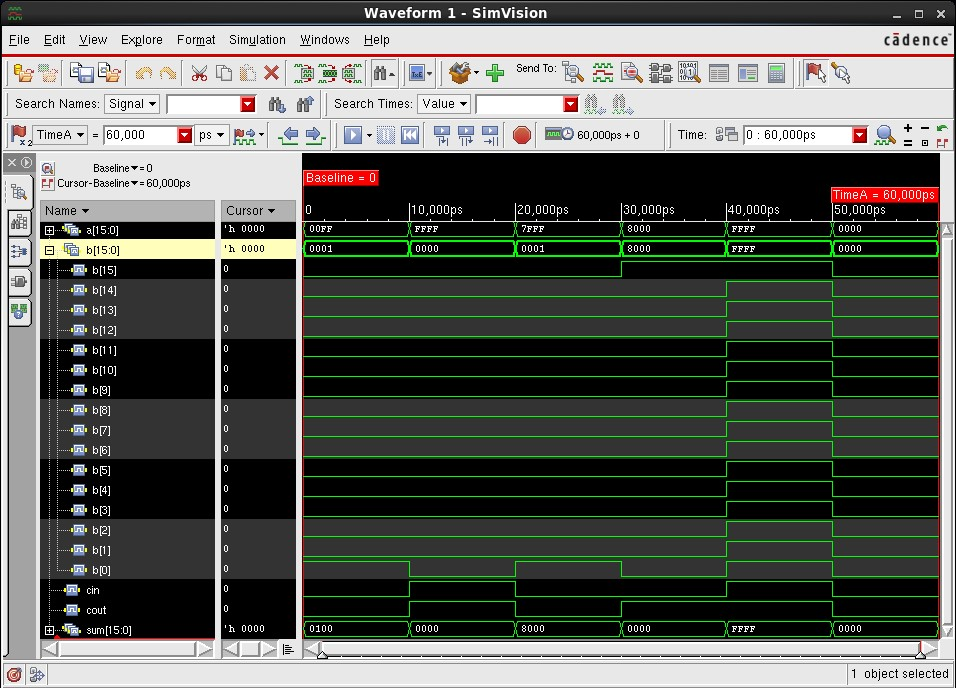 Waveform 1 - SimVision
File Edit View Explore Format Simulation Windows Help cādence
Send To:
Search Names: Signal Search Times: Value
TimeA = 60,000 ps 60,000ps + 0 Time: 0 : 60,000ps
Baseline = 0
Cursor-Baseline = 60,000ps
Baseline = 0
TimeA = 60,000ps
Name Cursor 0 10,000ps 20,000ps 30,000ps 40,000ps 50,000ps
a[15:0] 'h 0000 00FF FFFF 7FFF 8000 FFFF 0000
b[15:0] 'h 0000 0001 0000 0001 8000 FFFF 0000
b[15] 0
b[14] 0
b[13] 0
b[12] 0
b[11] 0
b[10] 0
b[9] 0
b[8] 0
b[7] 0
b[6] 0
b[5] 0
b[4] 0
b[3] 0
b[2] 0
b[1] 0
b[0] 0
cin 0
cout 0
sum[15:0] 'h 0000 0100 0000 8000 0000 FFFF 0000
1 object selected